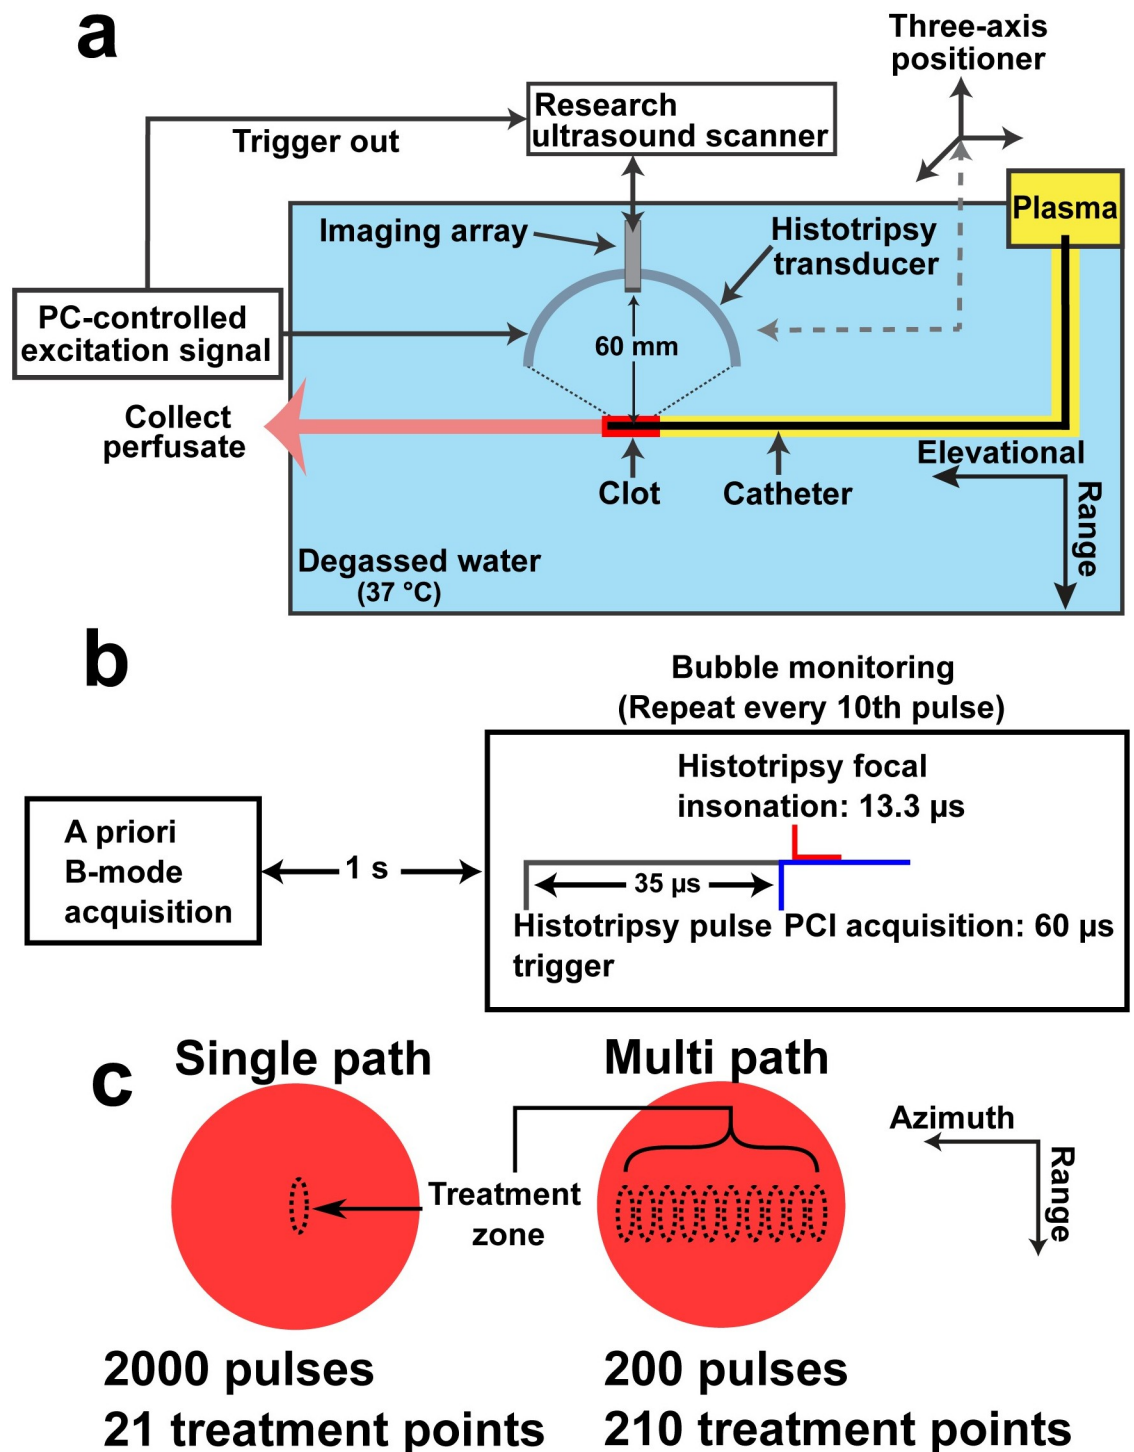 a
Three-axis
positioner
Research
ultrasound scanner
Trigger out
Plasma
Imaging array
Histotripsy
transducer
PC-controlled
excitation signal
60 mm
Collect
perfusate
Elevational
Clot
Catheter
Range
Degassed water
(37 °C)
b
Bubble monitoring
(Repeat every 10th pulse)
Histotripsy focal
insonation: 13.3 µs
A priori
B-mode
acquisition
1 s
35 µs
Histotripsy pulse
trigger
PCI acquisition: 60 µs
c
Single path
Multi path
Azimuth
Range
Treatment
zone
2000 pulses
21 treatment points
200 pulses
210 treatment points